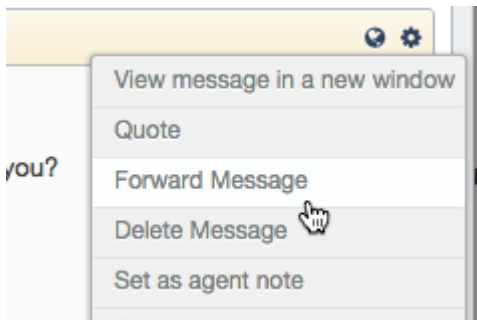 View message in a new window
Quote
you?
Forward Message
Delete Message
Set as agent note